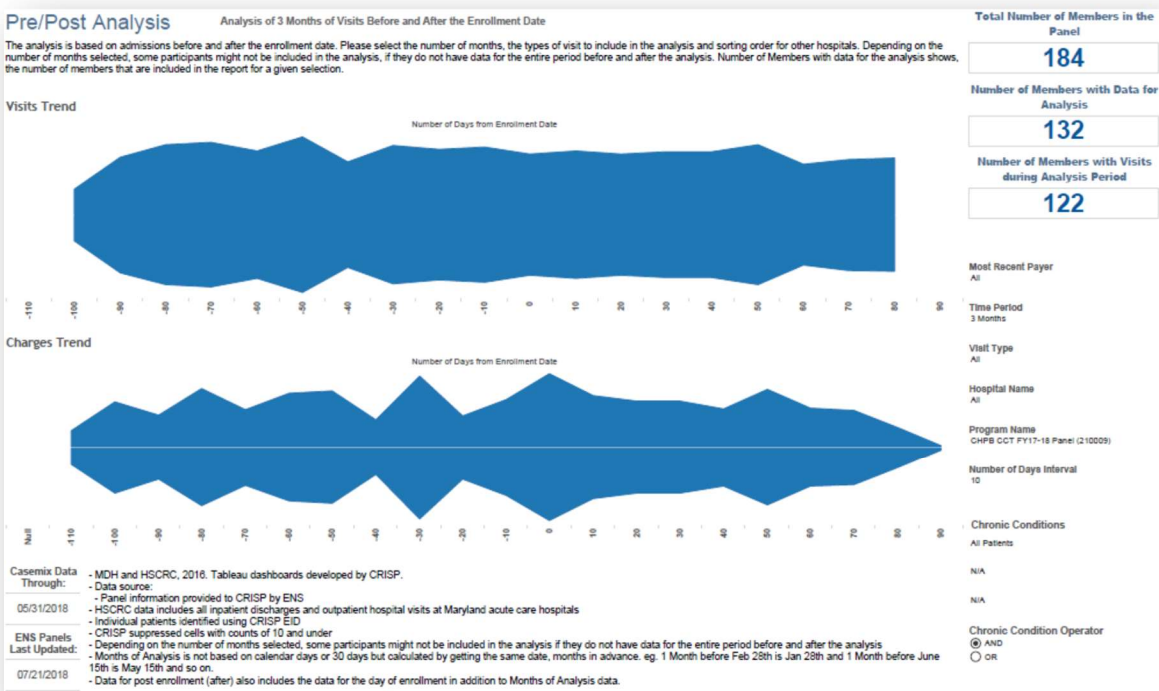 Pre/Post Analysis
Analysis of 3 Months of Visits Before and After the Enrollment Date
The analysis is based on admissions before and after the enrollment date. Please select the number of months, the types of visit to include in the analysis and sorting order for other hospitals. Depending on the
number of months selected, some participants might not be included in the analysis, if they do not have data for the entire period before and after the analysis. Number of Members with data for the analysis shows,
the number of members that are included in the report for a given selection.
Visits Trend
Number of Days from Enrollment Date
-110 -100 -90 -80 -70 -60 -50 -40 -30 -20 -10 0 10 20 30 40 50 60 70 80 90
Charges Trend
Number of Days from Enrollment Date
Null -110 -100 -90 -80 -70 -60 -50 -40 -30 -20 -10 0 10 20 30 40 50 60 70 80 90
Casemix Data
Through:
05/31/2018
ENS Panels
Last Updated:
07/21/2018
- MDH and HSCRC, 2016. Tableau dashboards developed by CRISP.
- Data source:
- Panel information provided to CRISP by ENS
- HSCRC data includes all inpatient discharges and outpatient hospital visits at Maryland acute care hospitals
- Individual patients identified using CRISP EID
- CRISP suppressed cells with counts of 10 and under
- Depending on the number of months selected, some participants might not be included in the analysis if they do not have data for the entire period before and after the analysis
- Months of Analysis is not based on calendar days or 30 days but calculated by getting the same date, months in advance. eg. 1 Month before Feb 28th is Jan 28th and 1 Month before June
15th is May 15th and so on.
- Data for post enrollment (after) also includes the data for the day of enrollment in addition to Months of Analysis data.
Total Number of Members in the
Panel
184
Number of Members with Data for
Analysis
132
Number of Members with Visits
during Analysis Period
122
Most Recent Payer
All
Time Period
3 Months
Visit Type
All
Hospital Name
All
Program Name
CHPB CCT FY17-18 Panel (210009)
Number of Days Interval
10
Chronic Conditions
All Patients
N/A
N/A
Chronic Condition Operator
AND
OR